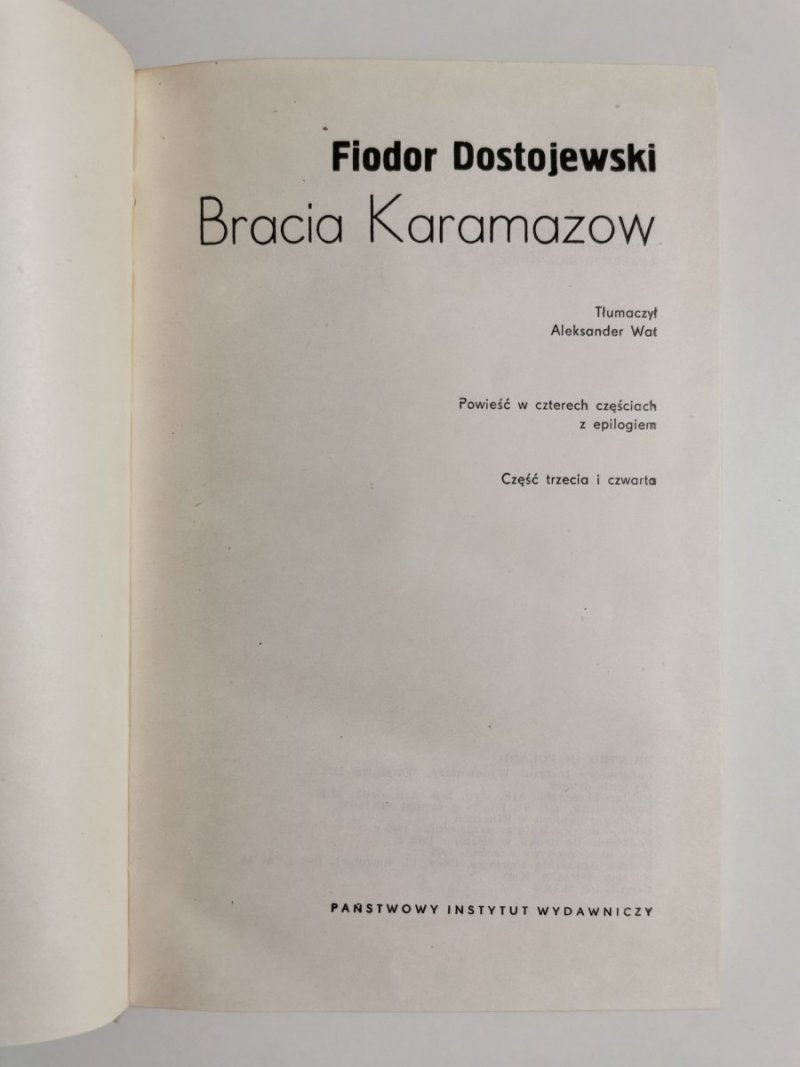 Fiodor Dostojewski
Bracia Karamazow
Tłumaczył
Aleksander Wat
Powieść w czterech częściach
z epilogiem
Część trzecia i czwarta
PAŃSTWOWY INSTYTUT WYDAWNICZY